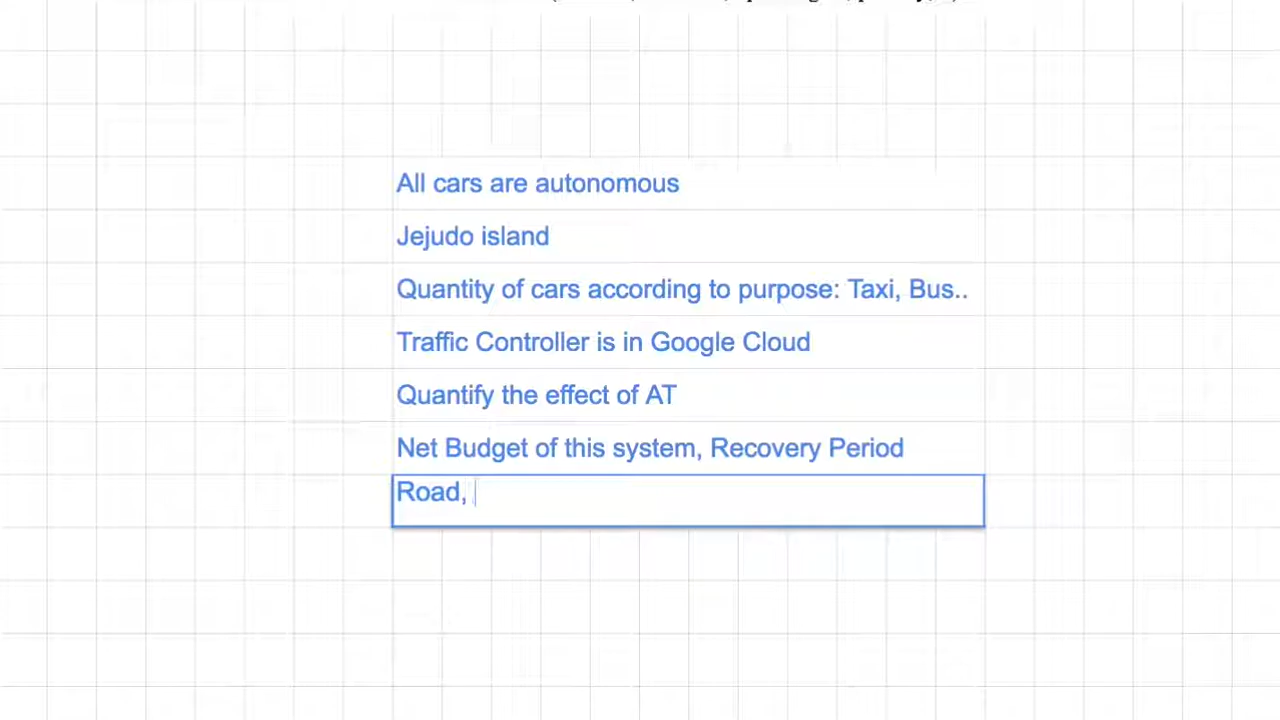 All cars are autonomous
Jejudo island
Quantity of cars according to purpose: Taxi, Bus..
Traffic Controller is in Google Cloud
Quantify the effect of AT
Net Budget of this system, Recovery Period
Road,